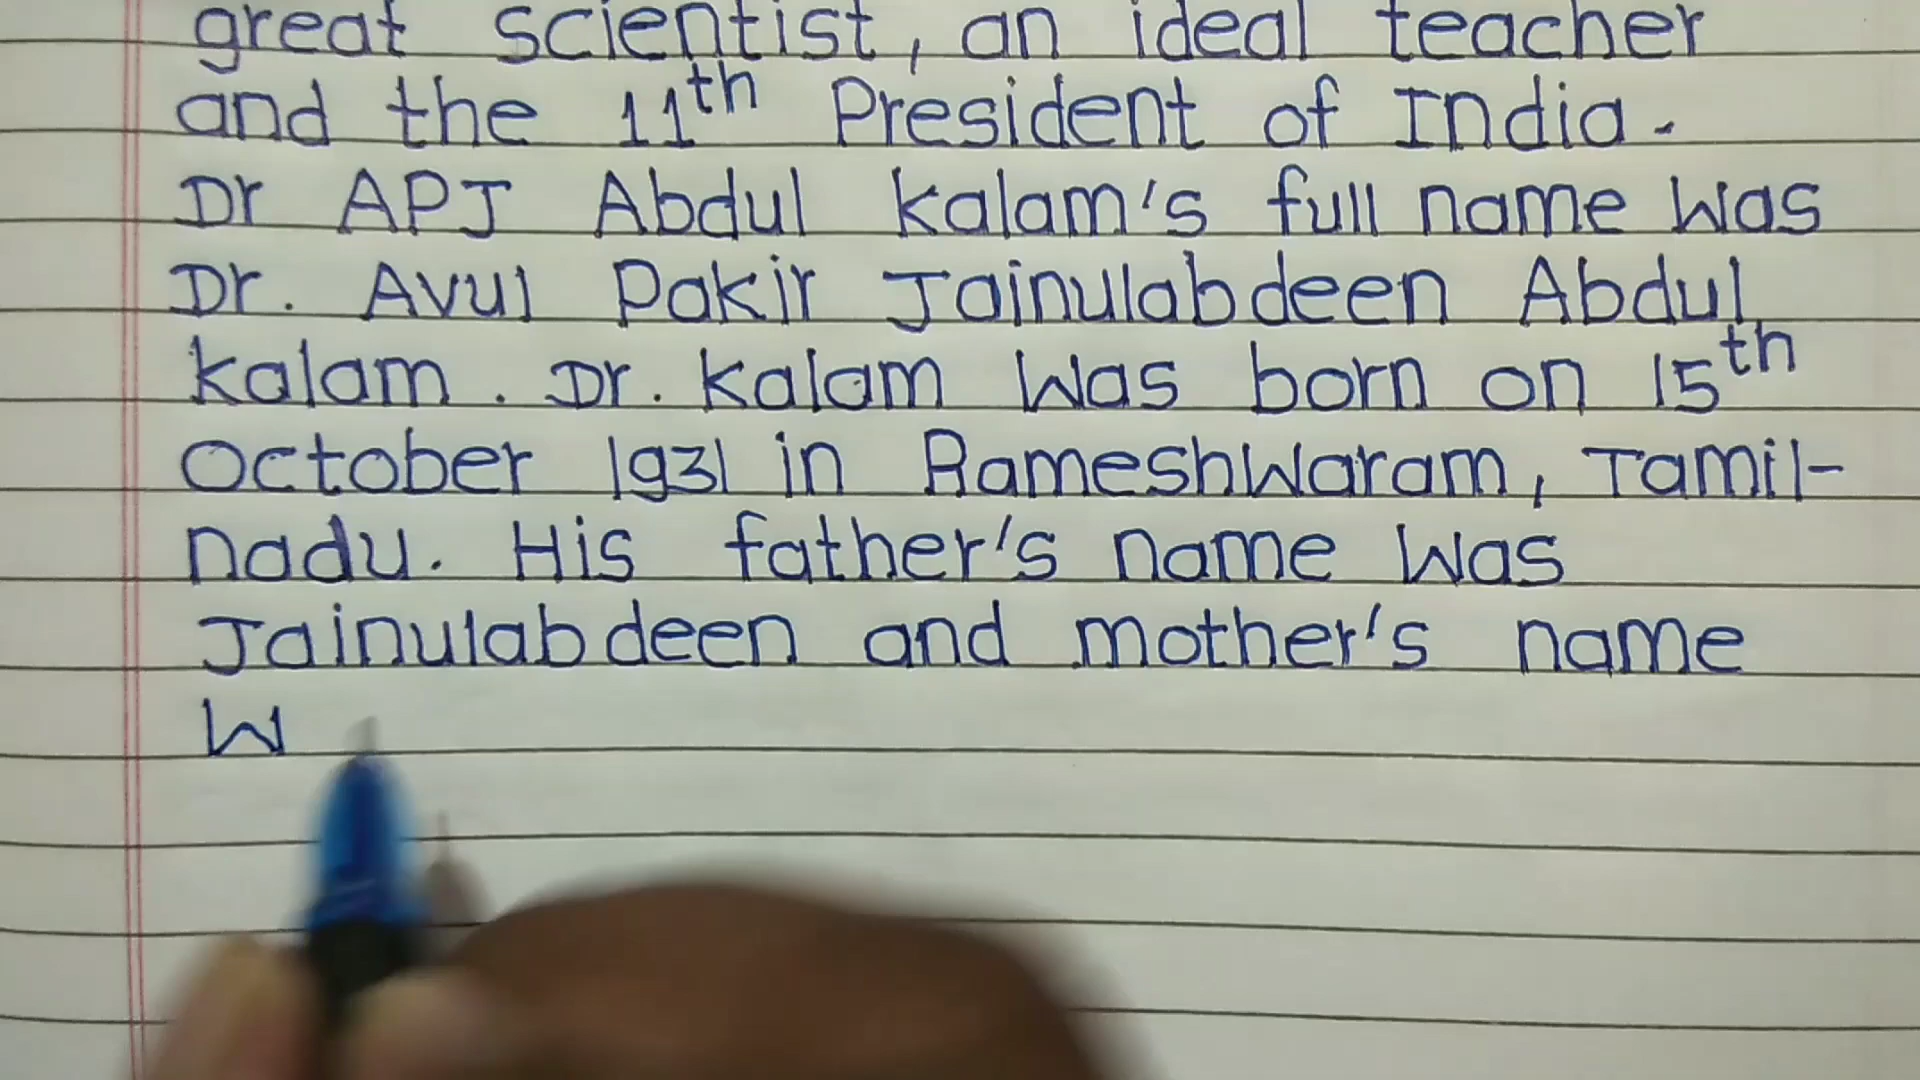 great scientist, an ideal teacher
and the 11th President of India.
Dr APJ Abdul Kalam's full name was
Dr. Avul Pakir Jainulabdeen Abdul
Kalam. Dr. Kalam was born on 15th
October 1931 in Rameshwaram, Tamil-
nadu. His father's name was
Jainulabdeen and mother's name
W